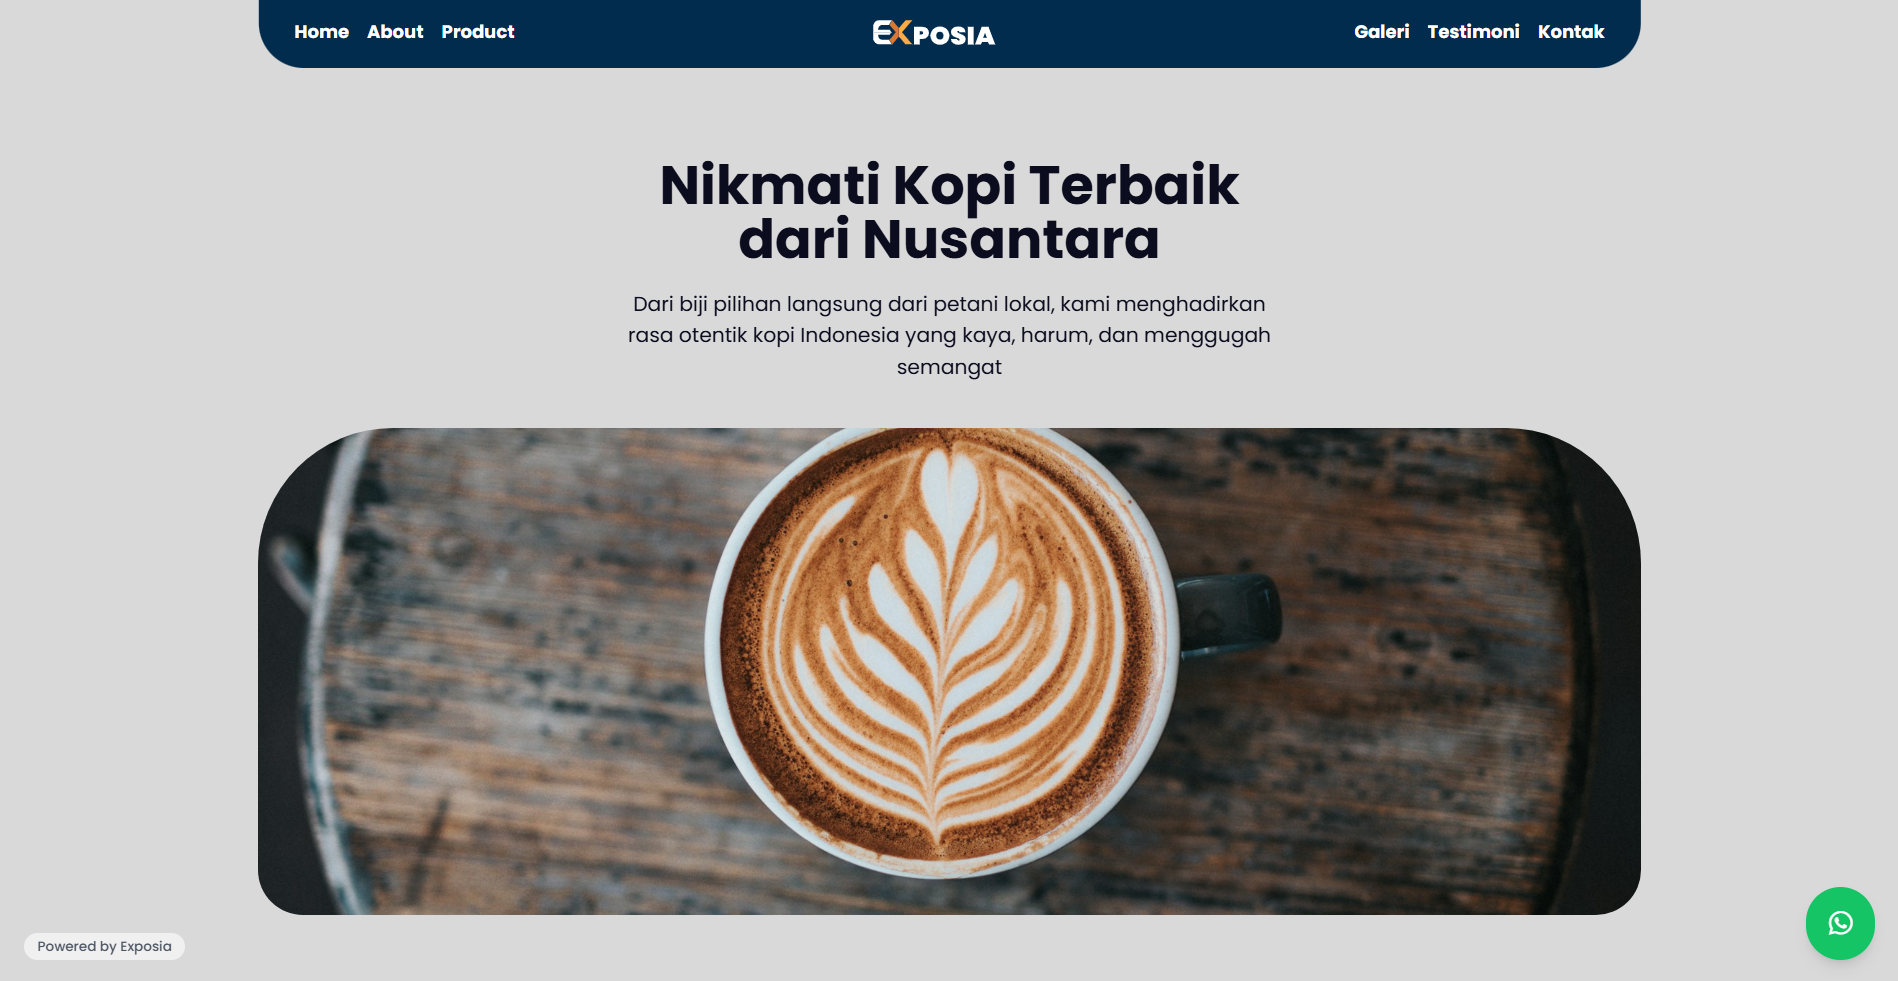 Home About Product
EXPOSIA
Galeri Testimoni Kontak
Nikmati Kopi Terbaik
dari Nusantara
Dari biji pilihan langsung dari petani lokal, kami menghadirkan
rasa otentik kopi Indonesia yang kaya, harum, dan menggugah
semangat
Powered by Exposia